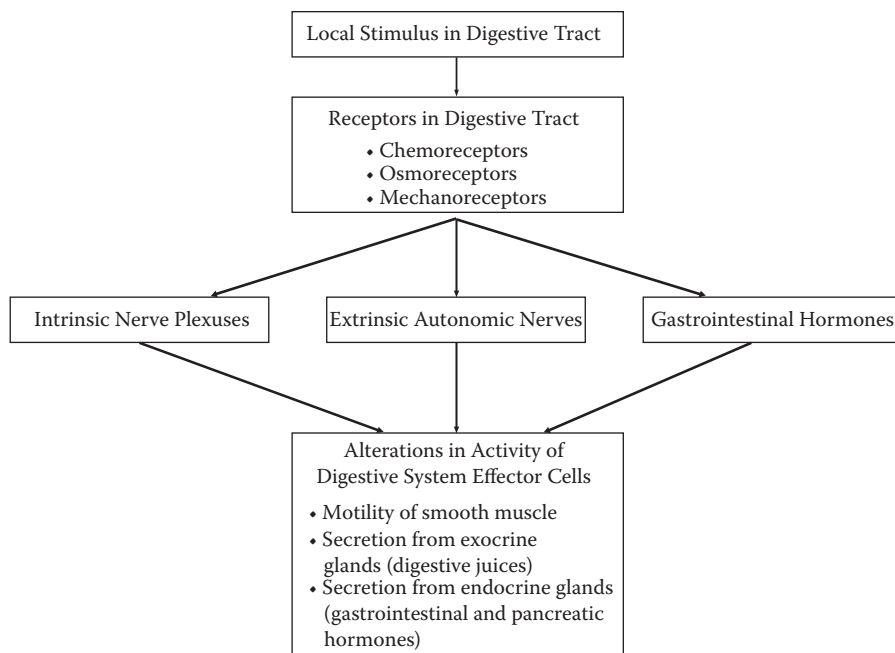 Local Stimulus in Digestive Tract
Receptors in Digestive Tract
• Chemoreceptors
• Osmoreceptors
• Mechanoreceptors
Intrinsic Nerve Plexuses
Extrinsic Autonomic Nerves
Gastrointestinal Hormones
Alterations in Activity of
Digestive System Effector Cells
• Motility of smooth muscle
• Secretion from exocrine
glands (digestive juices)
• Secretion from endocrine glands
(gastrointestinal and pancreatic
hormones)